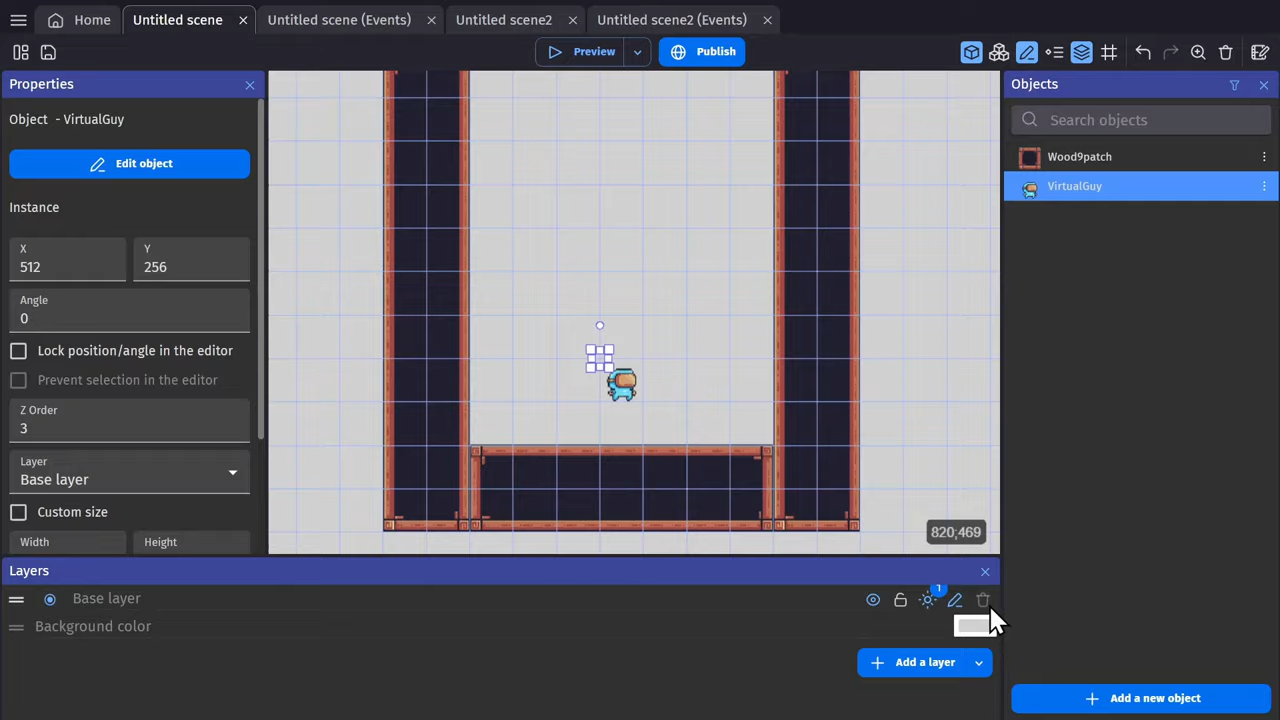 Home
Untitled scene
Untitled scene (Events)
Untitled scene2
Untitled scene2 (Events)
Preview
Publish
Properties
Object - VirtualGuy
Edit object
Instance
X
512
Y
256
Angle
0
Lock position/angle in the editor
Prevent selection in the editor
Z Order
3
Layer
Base layer
Custom size
Width
Height
820;469
Objects
Search objects
Wood9patch
VirtualGuy
Layers
Base layer
1
Background color
Add a layer
Add a new object